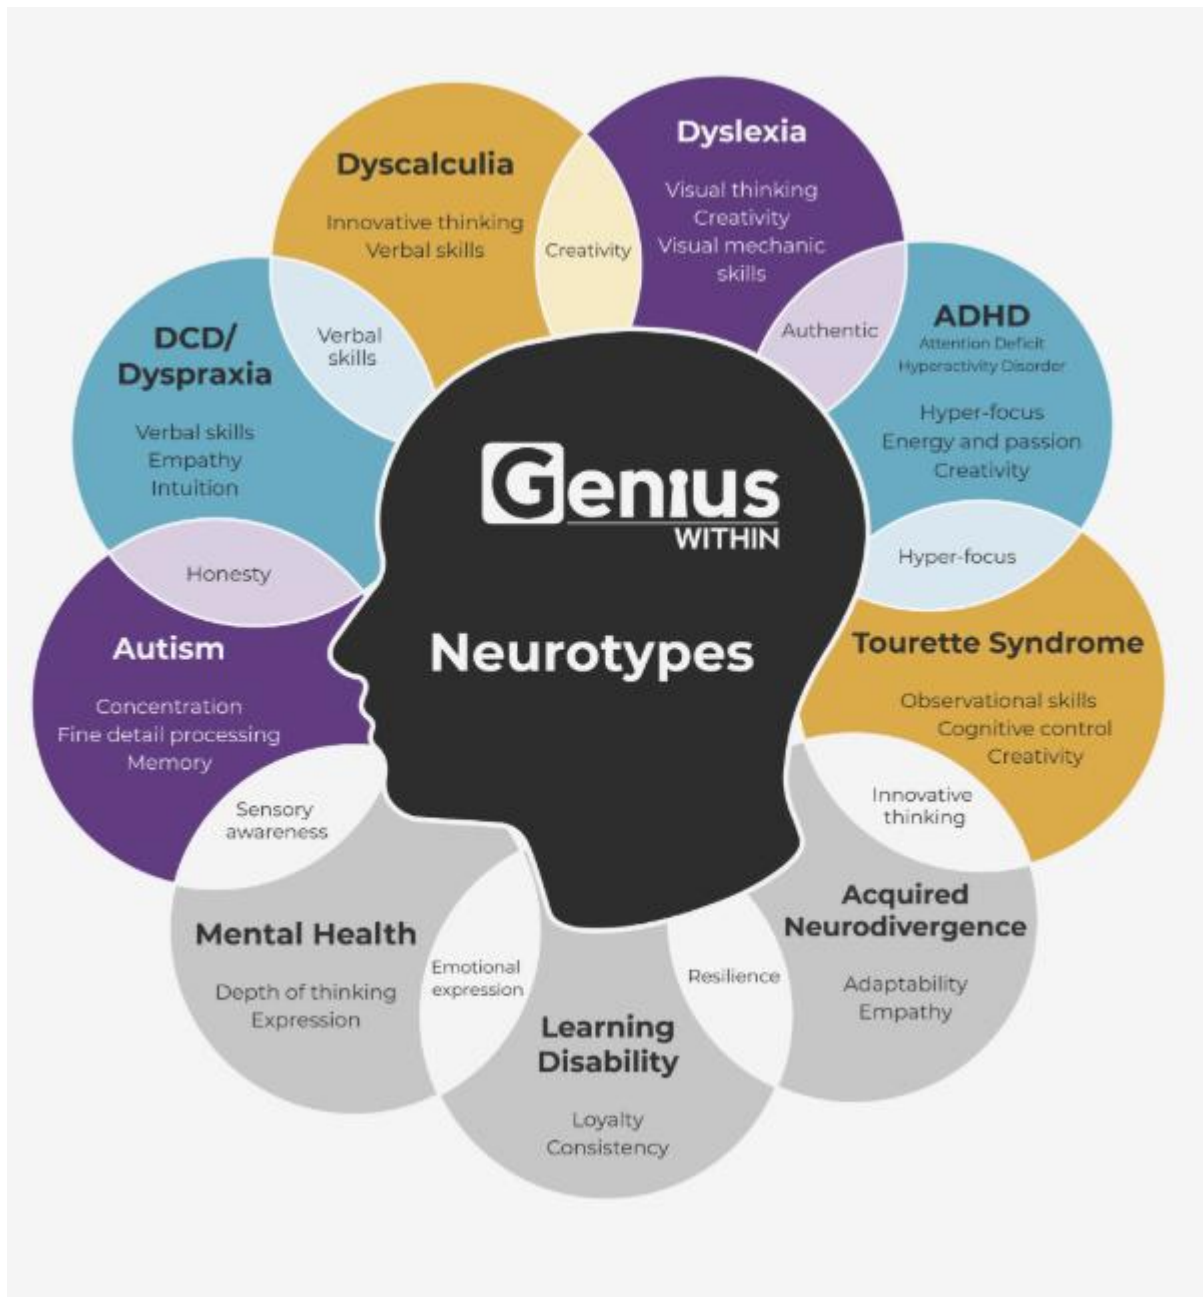 Dyscalculia
Innovative thinking
Verbal skills
Creativity
Dyslexia
Visual thinking
Creativity
Visual mechanic
skills
Authentic
ADHD
Attention Deficit
Hyperactivity Disorder
Hyper-focus
Energy and passion
Creativity
Hyper-focus
Tourette Syndrome
Observational skills
Cognitive control
Creativity
Innovative
thinking
Acquired
Neurodivergence
Adaptability
Empathy
Resilience
Learning
Disability
Loyalty
Consistency
Emotional
expression
Mental Health
Depth of thinking
Expression
Sensory
awareness
Autism
Concentration
Fine detail processing
Memory
Honesty
DCD/
Dyspraxia
Verbal skills
Empathy
Intuition
Verbal
skills
Genius
WITHIN
Neurotypes